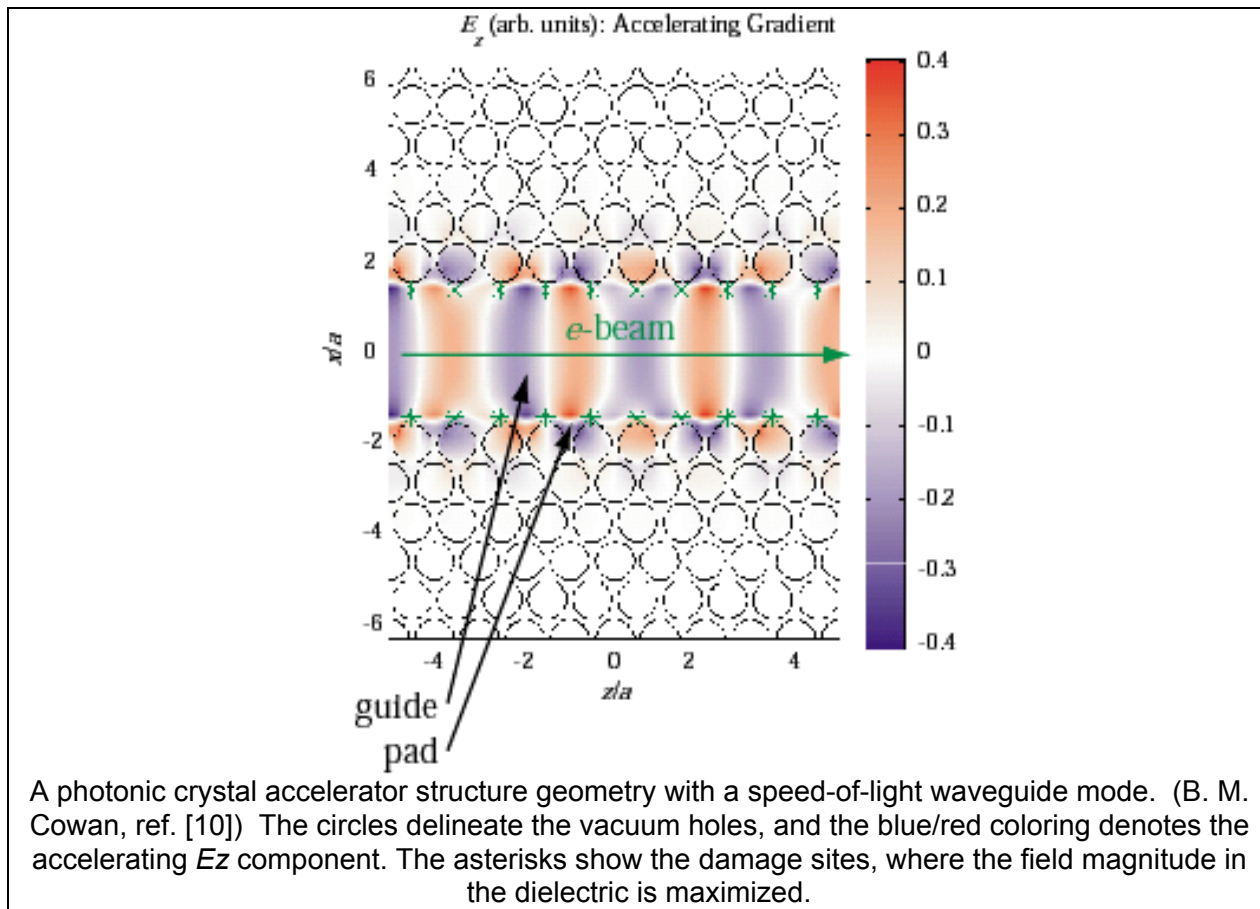 E_z (arb. units): Accelerating Gradient
6
4
2
0
-2
-4
-6
x/a
e-beam
0.4
0.3
0.2
0.1
0
-0.1
-0.2
-0.3
-0.4
-4 -2 0 2 4
z/a
guide
pad
A photonic crystal accelerator structure geometry with a speed-of-light waveguide mode. (B. M.
Cowan, ref. [10]) The circles delineate the vacuum holes, and the blue/red coloring denotes the
accelerating Ez component. The asterisks show the damage sites, where the field magnitude in
the dielectric is maximized.